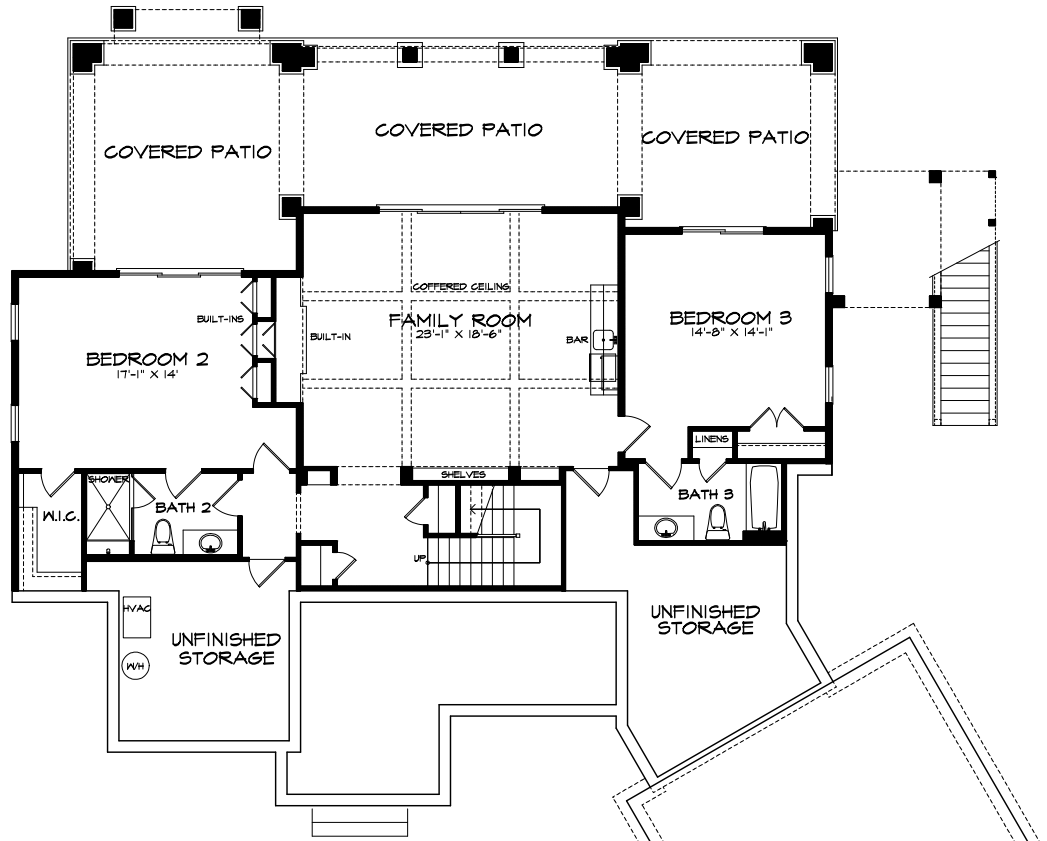 COVERED PATIO
COVERED PATIO
COVERED PATIO
COFFERED CEILING
BUILT-INS
FAMILY ROOM
23'-1" X 18'-6"
BUILT-IN
BAR
BEDROOM 3
14'-8" X 14'-1"
BEDROOM 2
17'-1" X 14'
LINENS
SHELVES
SHOWER
BATH 2
W.I.C.
BATH 3
UP
HVAC
W/H
UNFINISHED
STORAGE
UNFINISHED
STORAGE